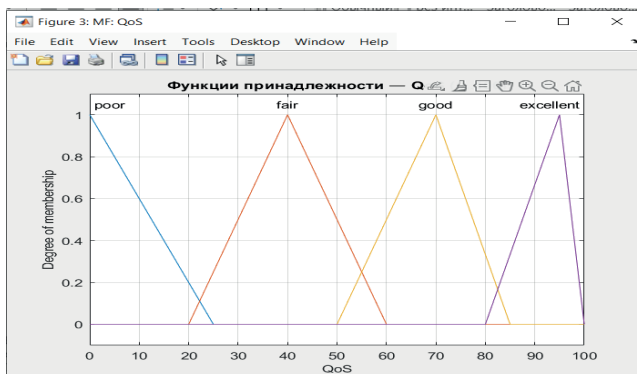 Figure 3: MF: QoS
File Edit View Insert Tools Desktop Window Help
Функции принадлежности — Q
poor fair good excellent
1
0.8
0.6
0.4
0.2
0
Degree of membership
0 10 20 30 40 50 60 70 80 90 100
QoS